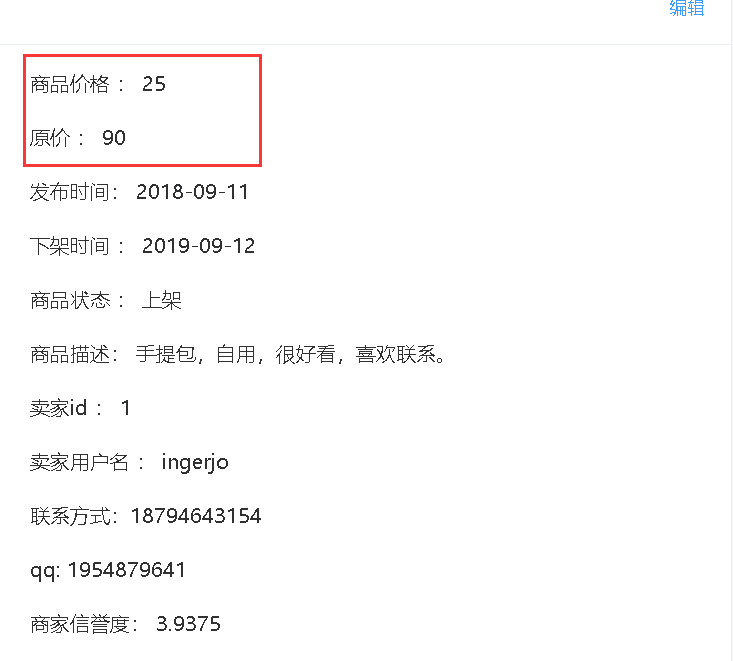 编辑
商品价格 : 25
原价 : 90
发布时间: 2018-09-11
下架时间 : 2019-09-12
商品状态 : 上架
商品描述: 手提包，自用，很好看，喜欢联系。
卖家id : 1
卖家用户名 : ingerjo
联系方式: 18794643154
qq: 1954879641
商家信誉度: 3.9375